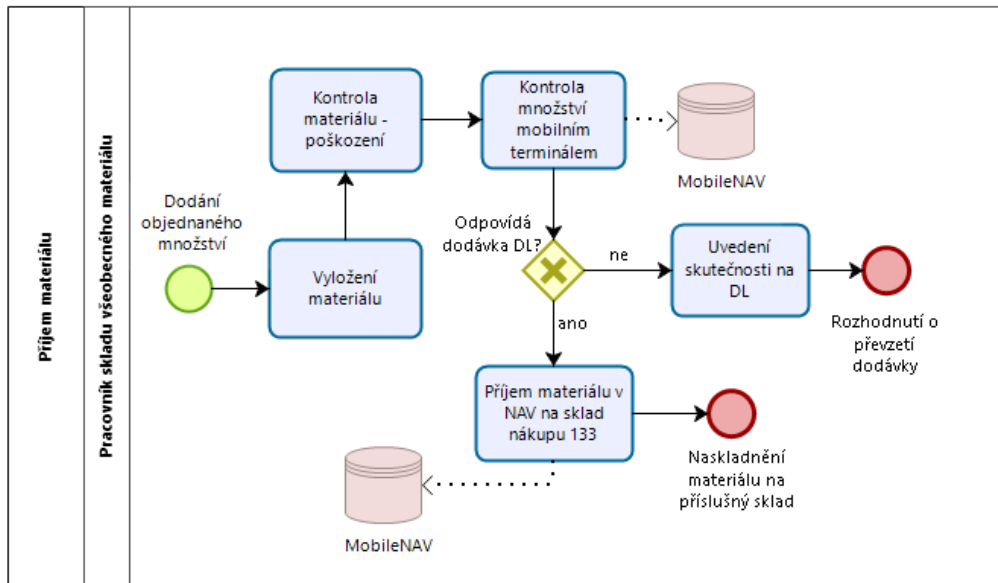 Příjem materiálu
Pracovník skladu všeobecného materiálu
Dodání
objednaného
množství
Vyložení
materiálu
Kontrola
materiálu -
poškození
Kontrola
množství
mobilním
terminálem
MobileNAV
Odpovídá
dodávka DL?
ne
Uvedení
skutečnosti na
DL
Rozhodnutí o
převzetí
dodávky
ano
Příjem materiálu v
NAV na sklad
nákupu 133
Naskladnění
materiálu na
příslušný sklad
MobileNAV